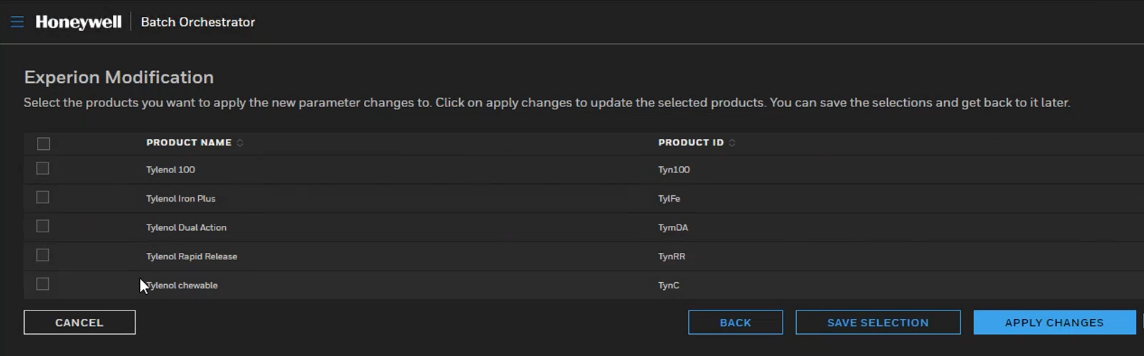 Honeywell Batch Orchestrator
Experion Modification
Select the products you want to apply the new parameter changes to. Click on apply changes to update the selected products. You can save the selections and get back to it later.
PRODUCT NAME PRODUCT ID
Tylenol 100 Tyn100
Tylenol Iron Plus TylFe
Tylenol Dual Action TymDA
Tylenol Rapid Release TynRR
Tylenol chewable TynC
CANCEL BACK SAVE SELECTION APPLY CHANGES